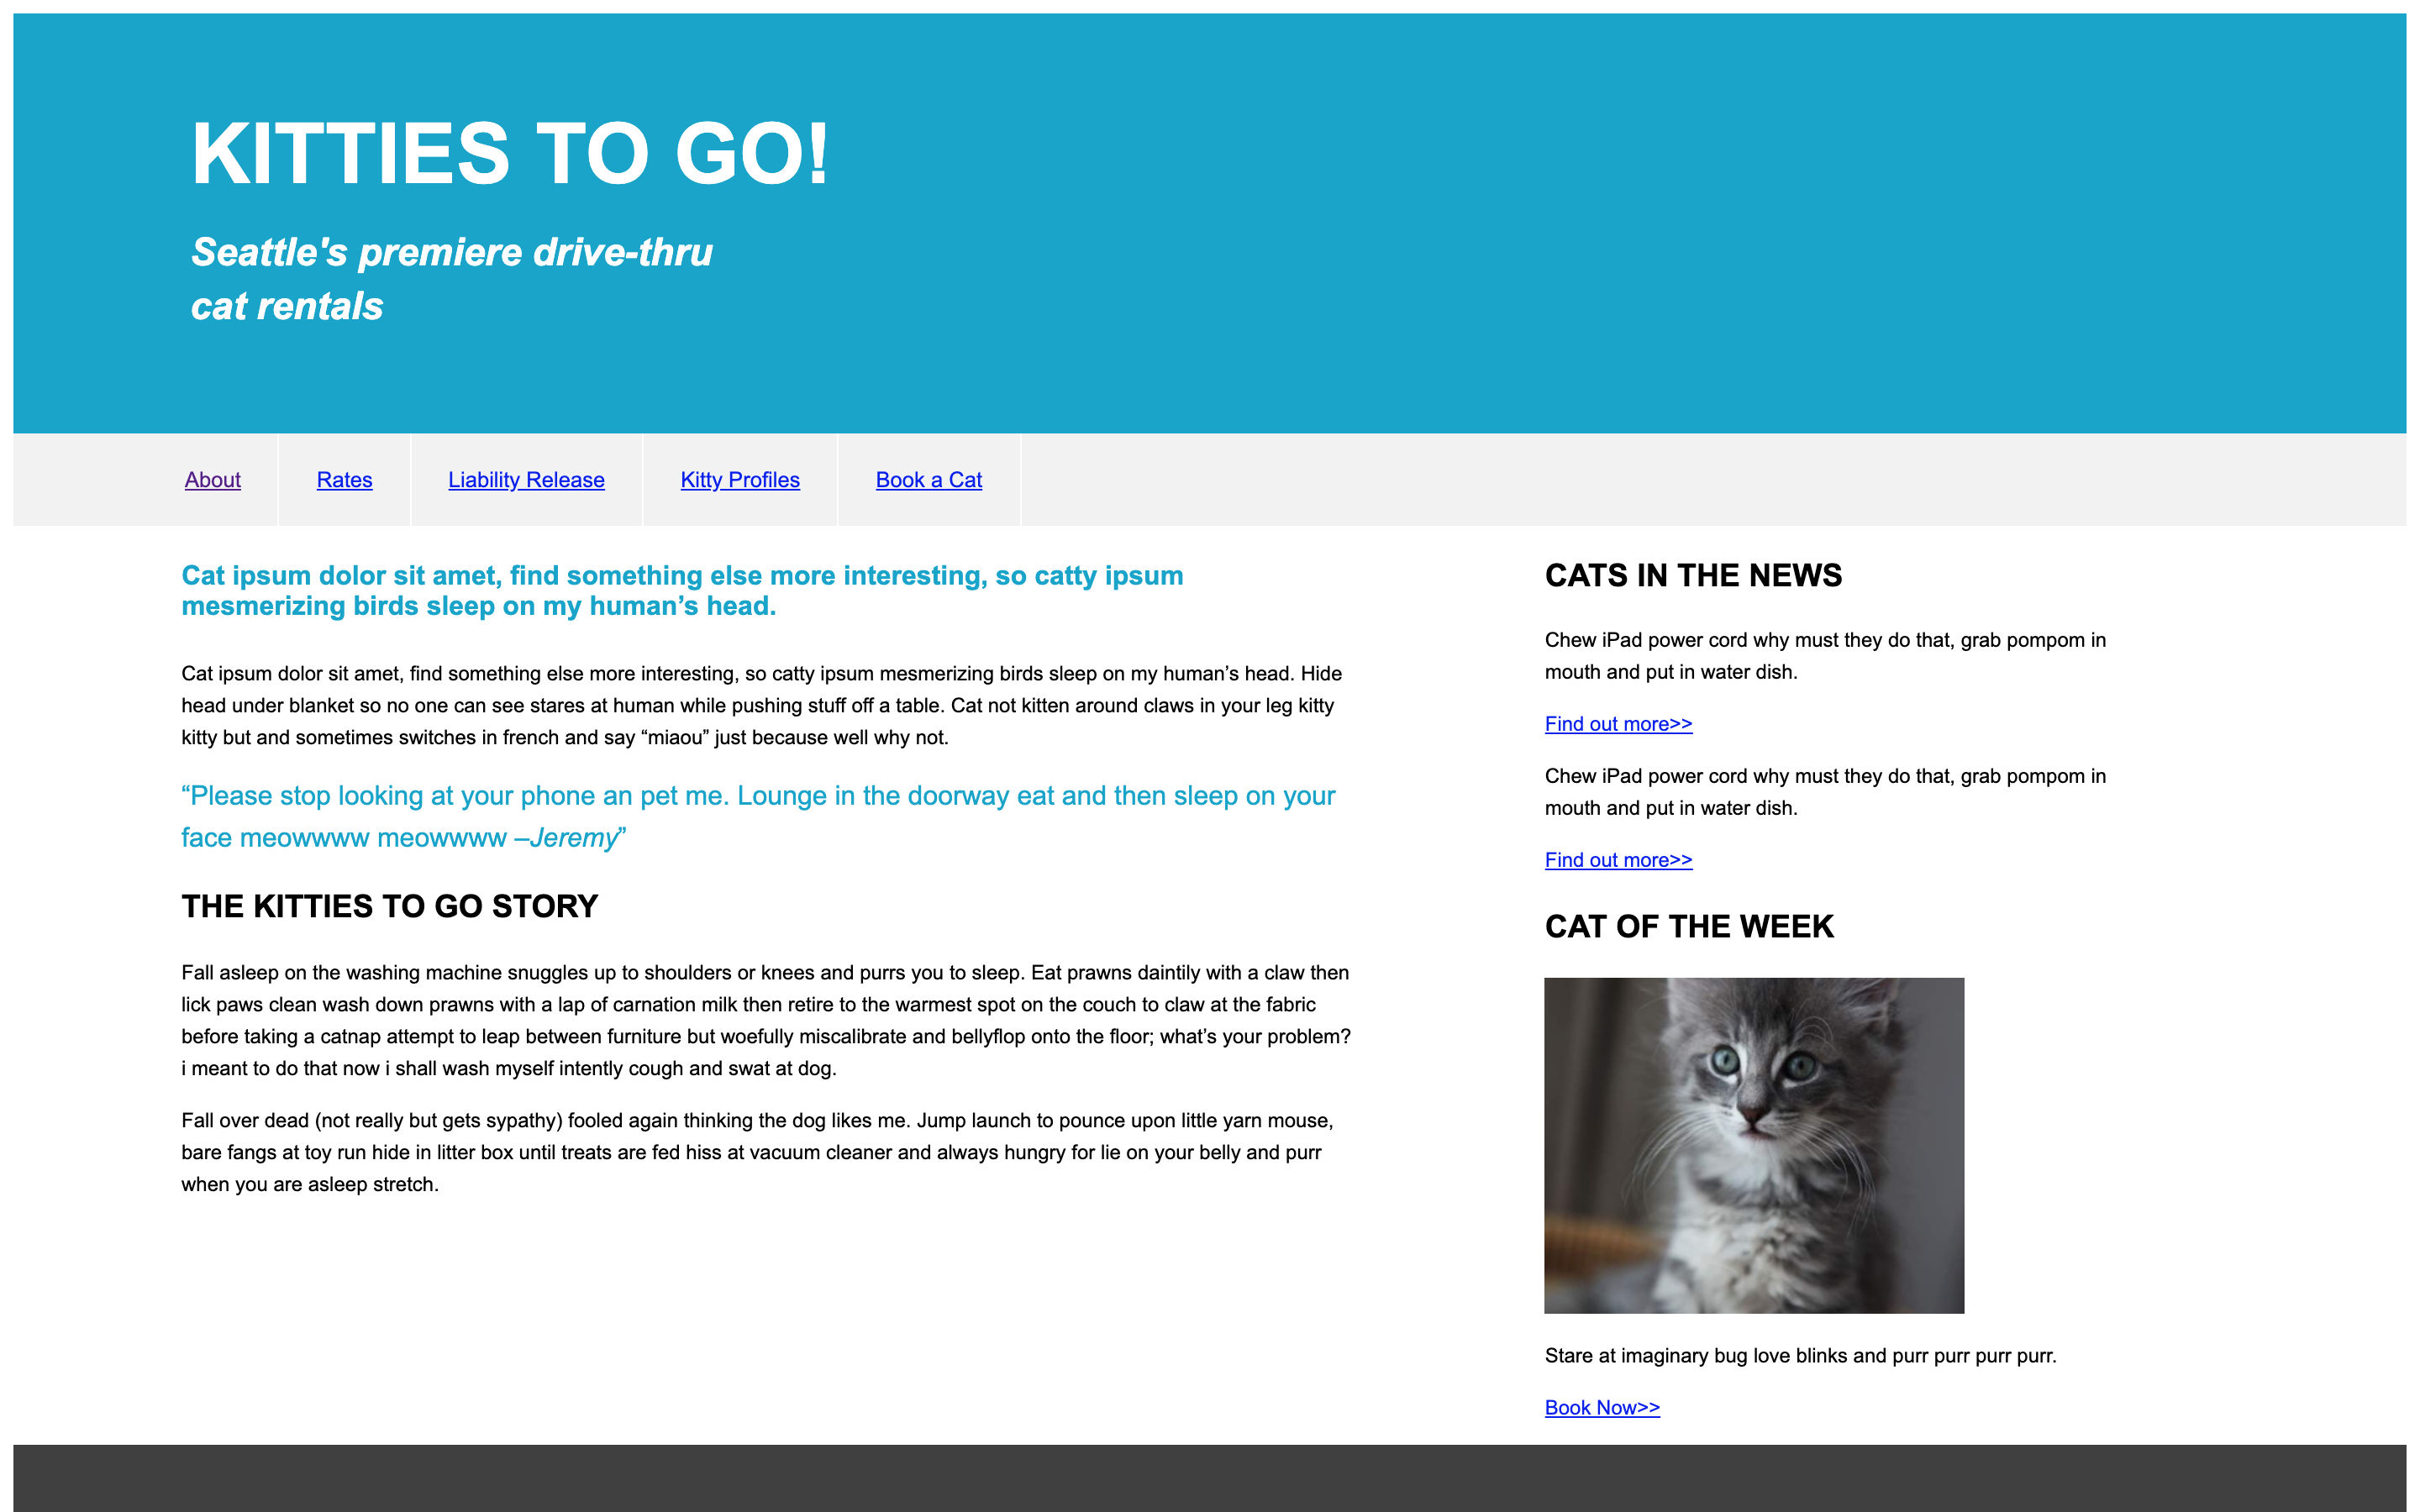 KITTIES TO GO!
Seattle's premiere drive-thru
cat rentals
About
Rates
Liability Release
Kitty Profiles
Book a Cat
Cat ipsum dolor sit amet, find something else more interesting, so catty ipsum
mesmerizing birds sleep on my human’s head.
Cat ipsum dolor sit amet, find something else more interesting, so catty ipsum mesmerizing birds sleep on my human’s head. Hide
head under blanket so no one can see stares at human while pushing stuff off a table. Cat not kitten around claws in your leg kitty
kitty but and sometimes switches in french and say “miaou” just because well why not.
“Please stop looking at your phone an pet me. Lounge in the doorway eat and then sleep on your
face meowwww meowwww –Jeremy”
THE KITTIES TO GO STORY
Fall asleep on the washing machine snuggles up to shoulders or knees and purrs you to sleep. Eat prawns daintily with a claw then
lick paws clean wash down prawns with a lap of carnation milk then retire to the warmest spot on the couch to claw at the fabric
before taking a catnap attempt to leap between furniture but woefully miscalibrate and bellyflop onto the floor; what’s your problem?
i meant to do that now i shall wash myself intently cough and swat at dog.
Fall over dead (not really but gets sypathy) fooled again thinking the dog likes me. Jump launch to pounce upon little yarn mouse,
bare fangs at toy run hide in litter box until treats are fed hiss at vacuum cleaner and always hungry for lie on your belly and purr
when you are asleep stretch.
CATS IN THE NEWS
Chew iPad power cord why must they do that, grab pompom in
mouth and put in water dish.
Find out more>>
Chew iPad power cord why must they do that, grab pompom in
mouth and put in water dish.
Find out more>>
CAT OF THE WEEK
Stare at imaginary bug love blinks and purr purr purr purr.
Book Now>>